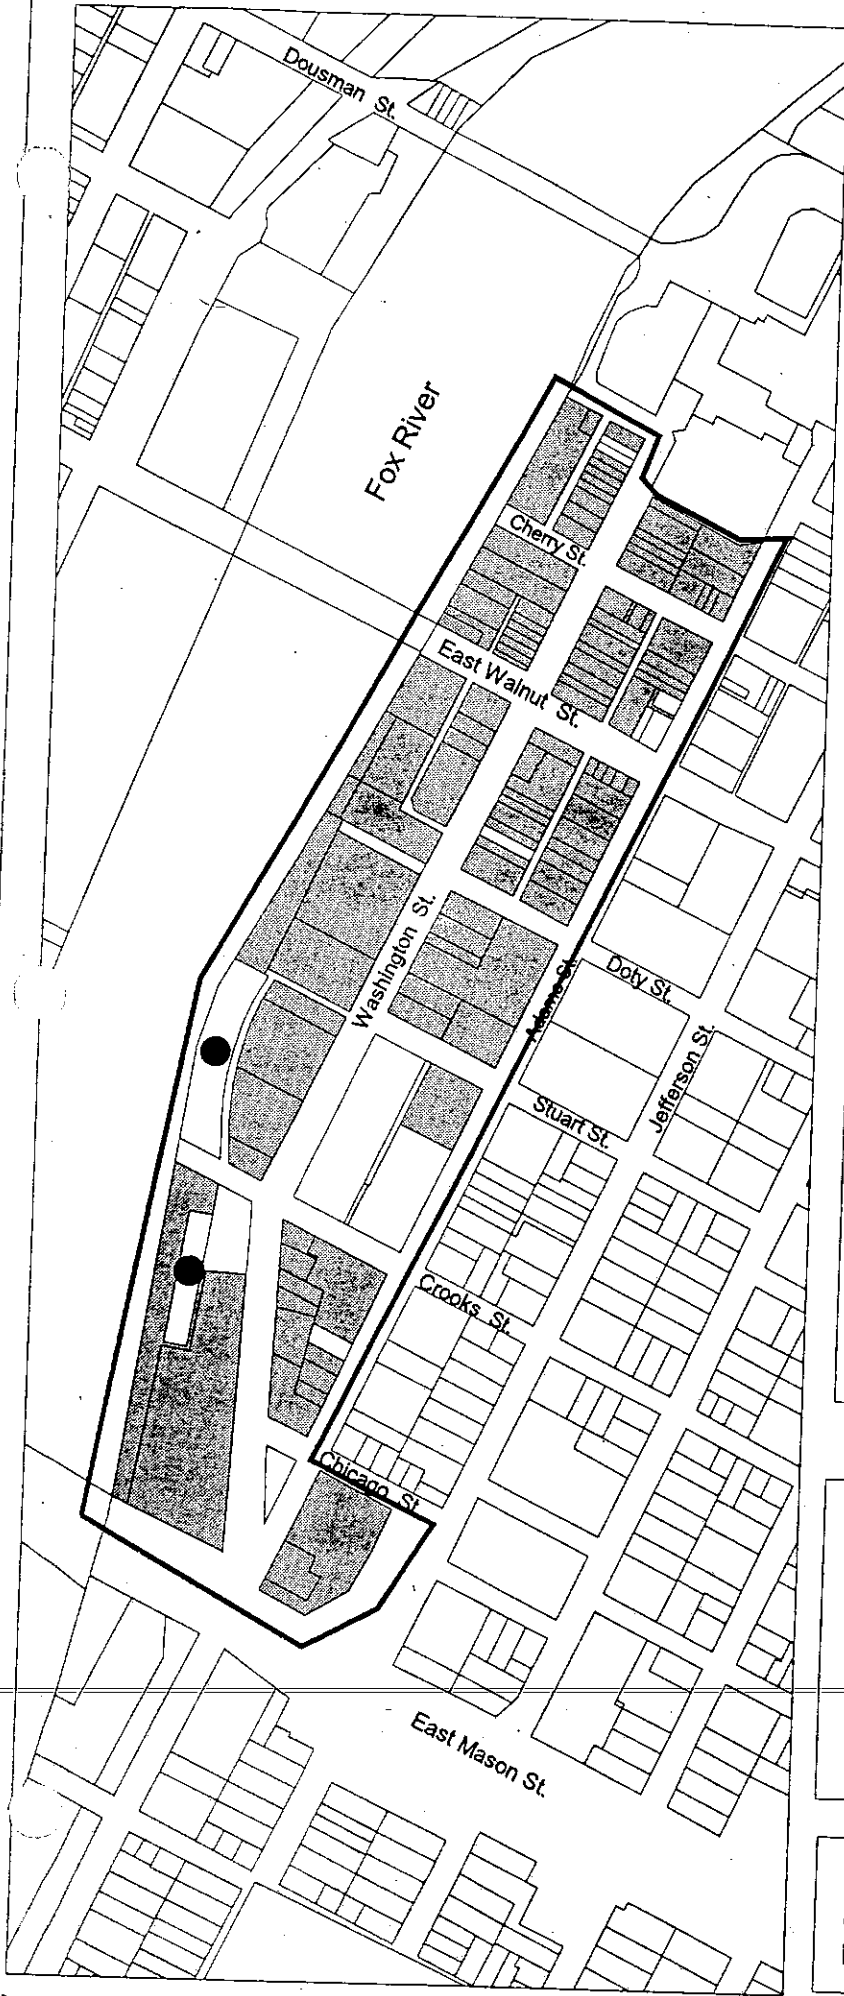 Dousman St.
Fox River
Cherry St.
East Walnut St.
Washington St.
Adams St.
Doty St.
Jefferson St.
Stuart St.
Crooks St.
Chicago St.
East Mason St.